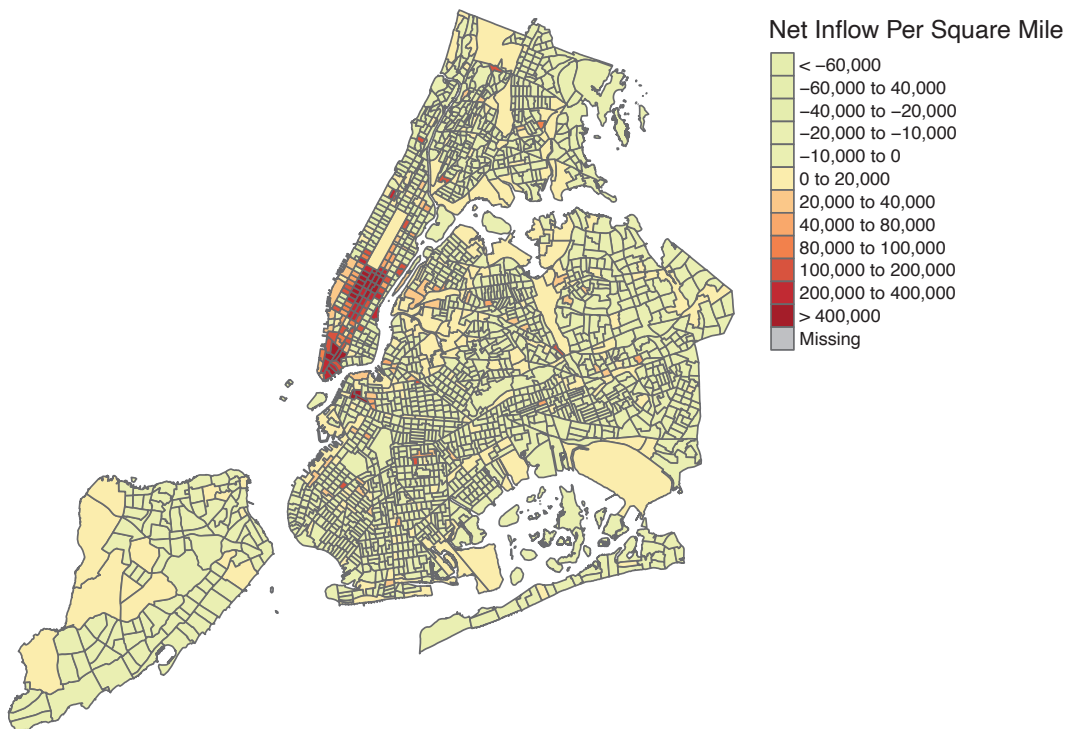 Net Inflow Per Square Mile
< −60,000
−60,000 to 40,000
−40,000 to −20,000
−20,000 to −10,000
−10,000 to 0
0 to 20,000
20,000 to 40,000
40,000 to 80,000
80,000 to 100,000
100,000 to 200,000
200,000 to 400,000
> 400,000
Missing